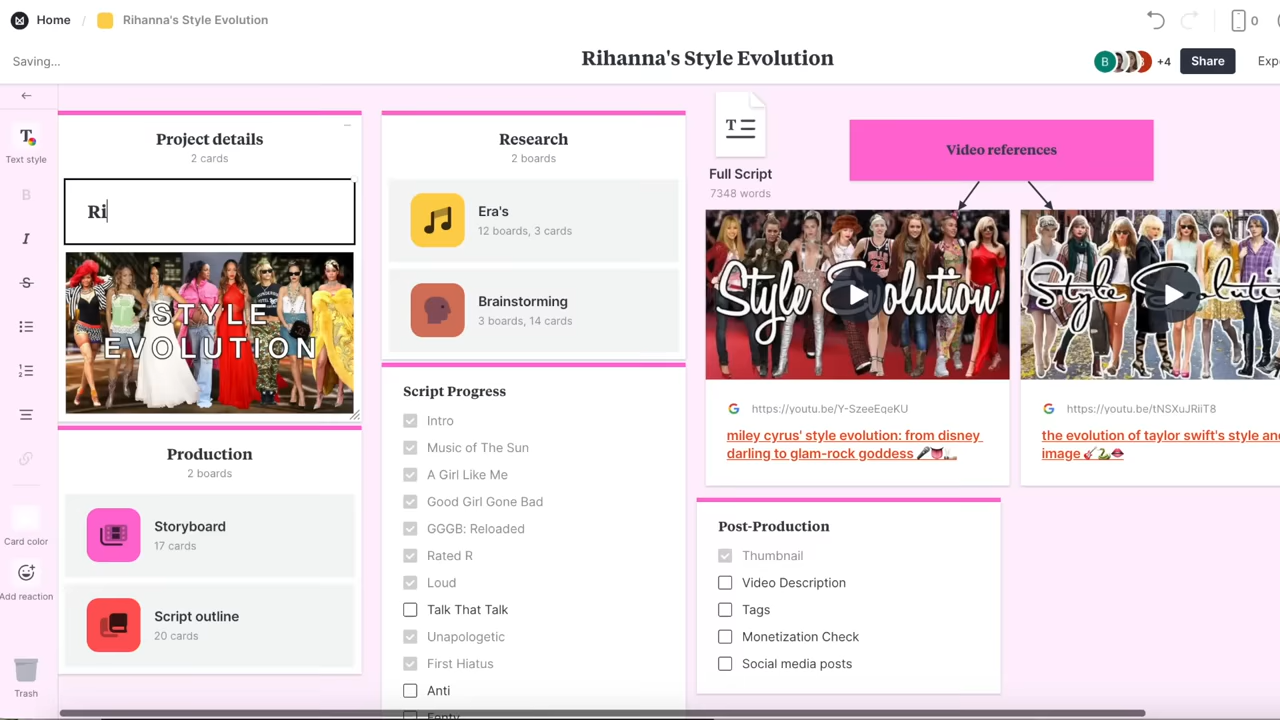 Home / Rihanna's Style Evolution
0
Saving...
Rihanna's Style Evolution
B
+4
Share
Expo
Text style
B
I
S
Card color
Add reaction
Trash
Project details
2 cards
Ri
STYLE
EVOLUTION
Production
2 boards
Storyboard
17 cards
Script outline
20 cards
Research
2 boards
Era's
12 boards, 3 cards
Brainstorming
3 boards, 14 cards
Script Progress
Intro
Music of The Sun
A Girl Like Me
Good Girl Gone Bad
GGGB: Reloaded
Rated R
Loud
Talk That Talk
Unapologetic
First Hiatus
Anti
Fenty
T
Full Script
7348 words
Video references
Style Evolution
https://youtu.be/Y-SzeeEqeKU
miley cyrus' style evolution: from disney
darling to glam-rock goddess 🎤👅
Style Evoluti
https://youtu.be/tNSXuJRiiT8
the evolution of taylor swift's style and
image 🎸🐍💋
Post-Production
Thumbnail
Video Description
Tags
Monetization Check
Social media posts